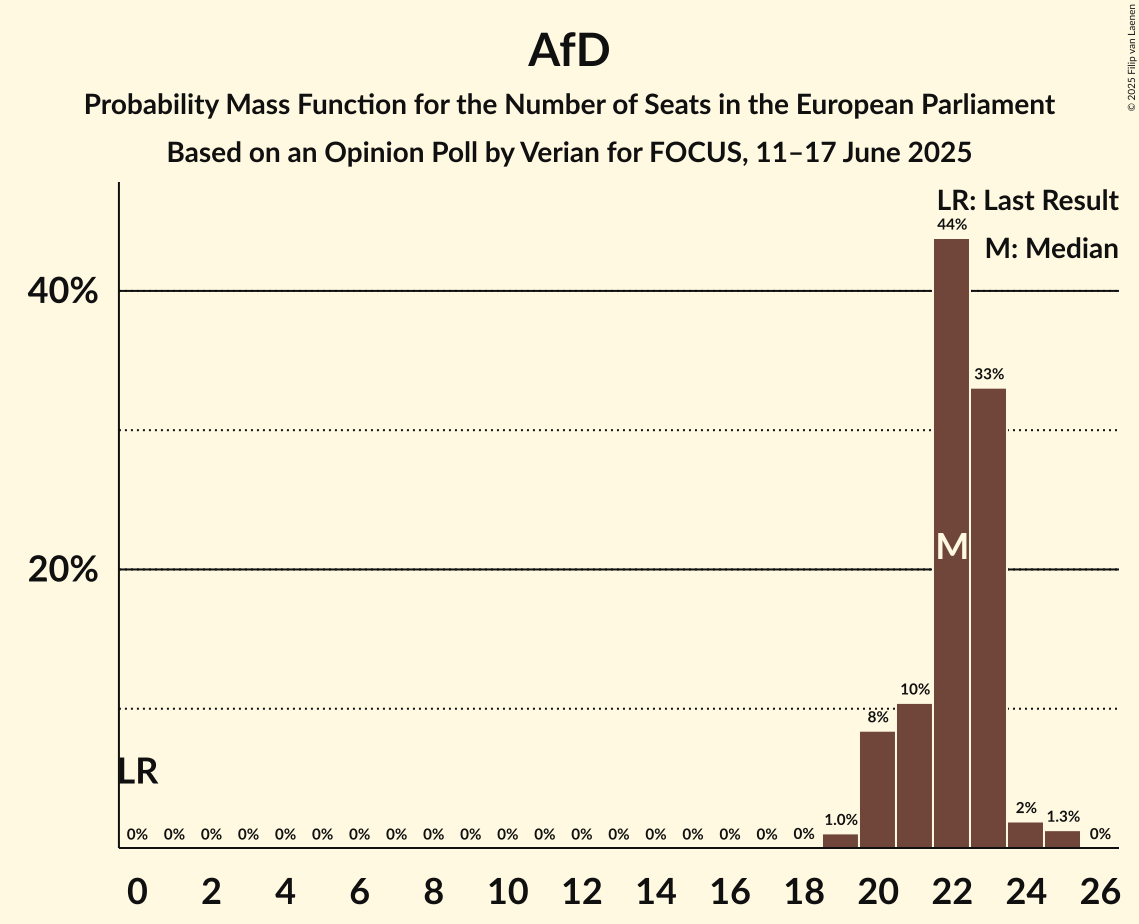 AfD
Probability Mass Function for the Number of Seats in the European Parliament
Based on an Opinion Poll by Verian for FOCUS, 11–17 June 2025
© 2025 Filip van Laenen
LR: Last Result
M: Median
40%
20%
44%
33%
M
10%
8%
LR
2%
1.3%
1.0%
0% 0% 0% 0% 0% 0% 0% 0% 0% 0% 0% 0% 0% 0% 0% 0% 0% 0% 0% 0%
0 2 4 6 8 10 12 14 16 18 20 22 24 26